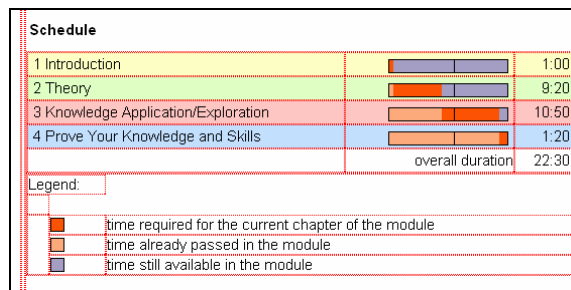 Schedule
1 Introduction 1:00
2 Theory 9:20
3 Knowledge Application/Exploration 10:50
4 Prove Your Knowledge and Skills 1:20
overall duration 22:30
Legend:
time required for the current chapter of the module
time already passed in the module
time still available in the module